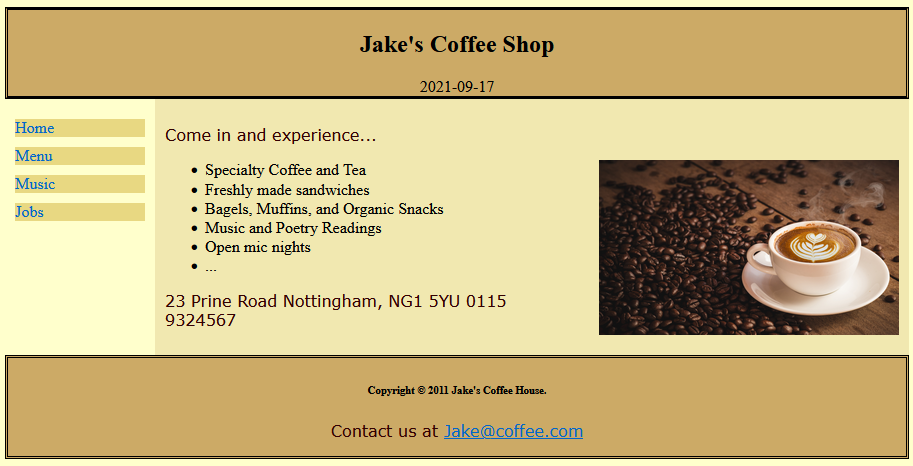 Jake's Coffee Shop
2021-09-17
Home
Menu
Music
Jobs
Come in and experience...
• Specialty Coffee and Tea
• Freshly made sandwiches
• Bagels, Muffins, and Organic Snacks
• Music and Poetry Readings
• Open mic nights
• ...
23 Prine Road Nottingham, NG1 5YU 0115
9324567
Copyright © 2011 Jake's Coffee House.
Contact us at Jake@coffee.com